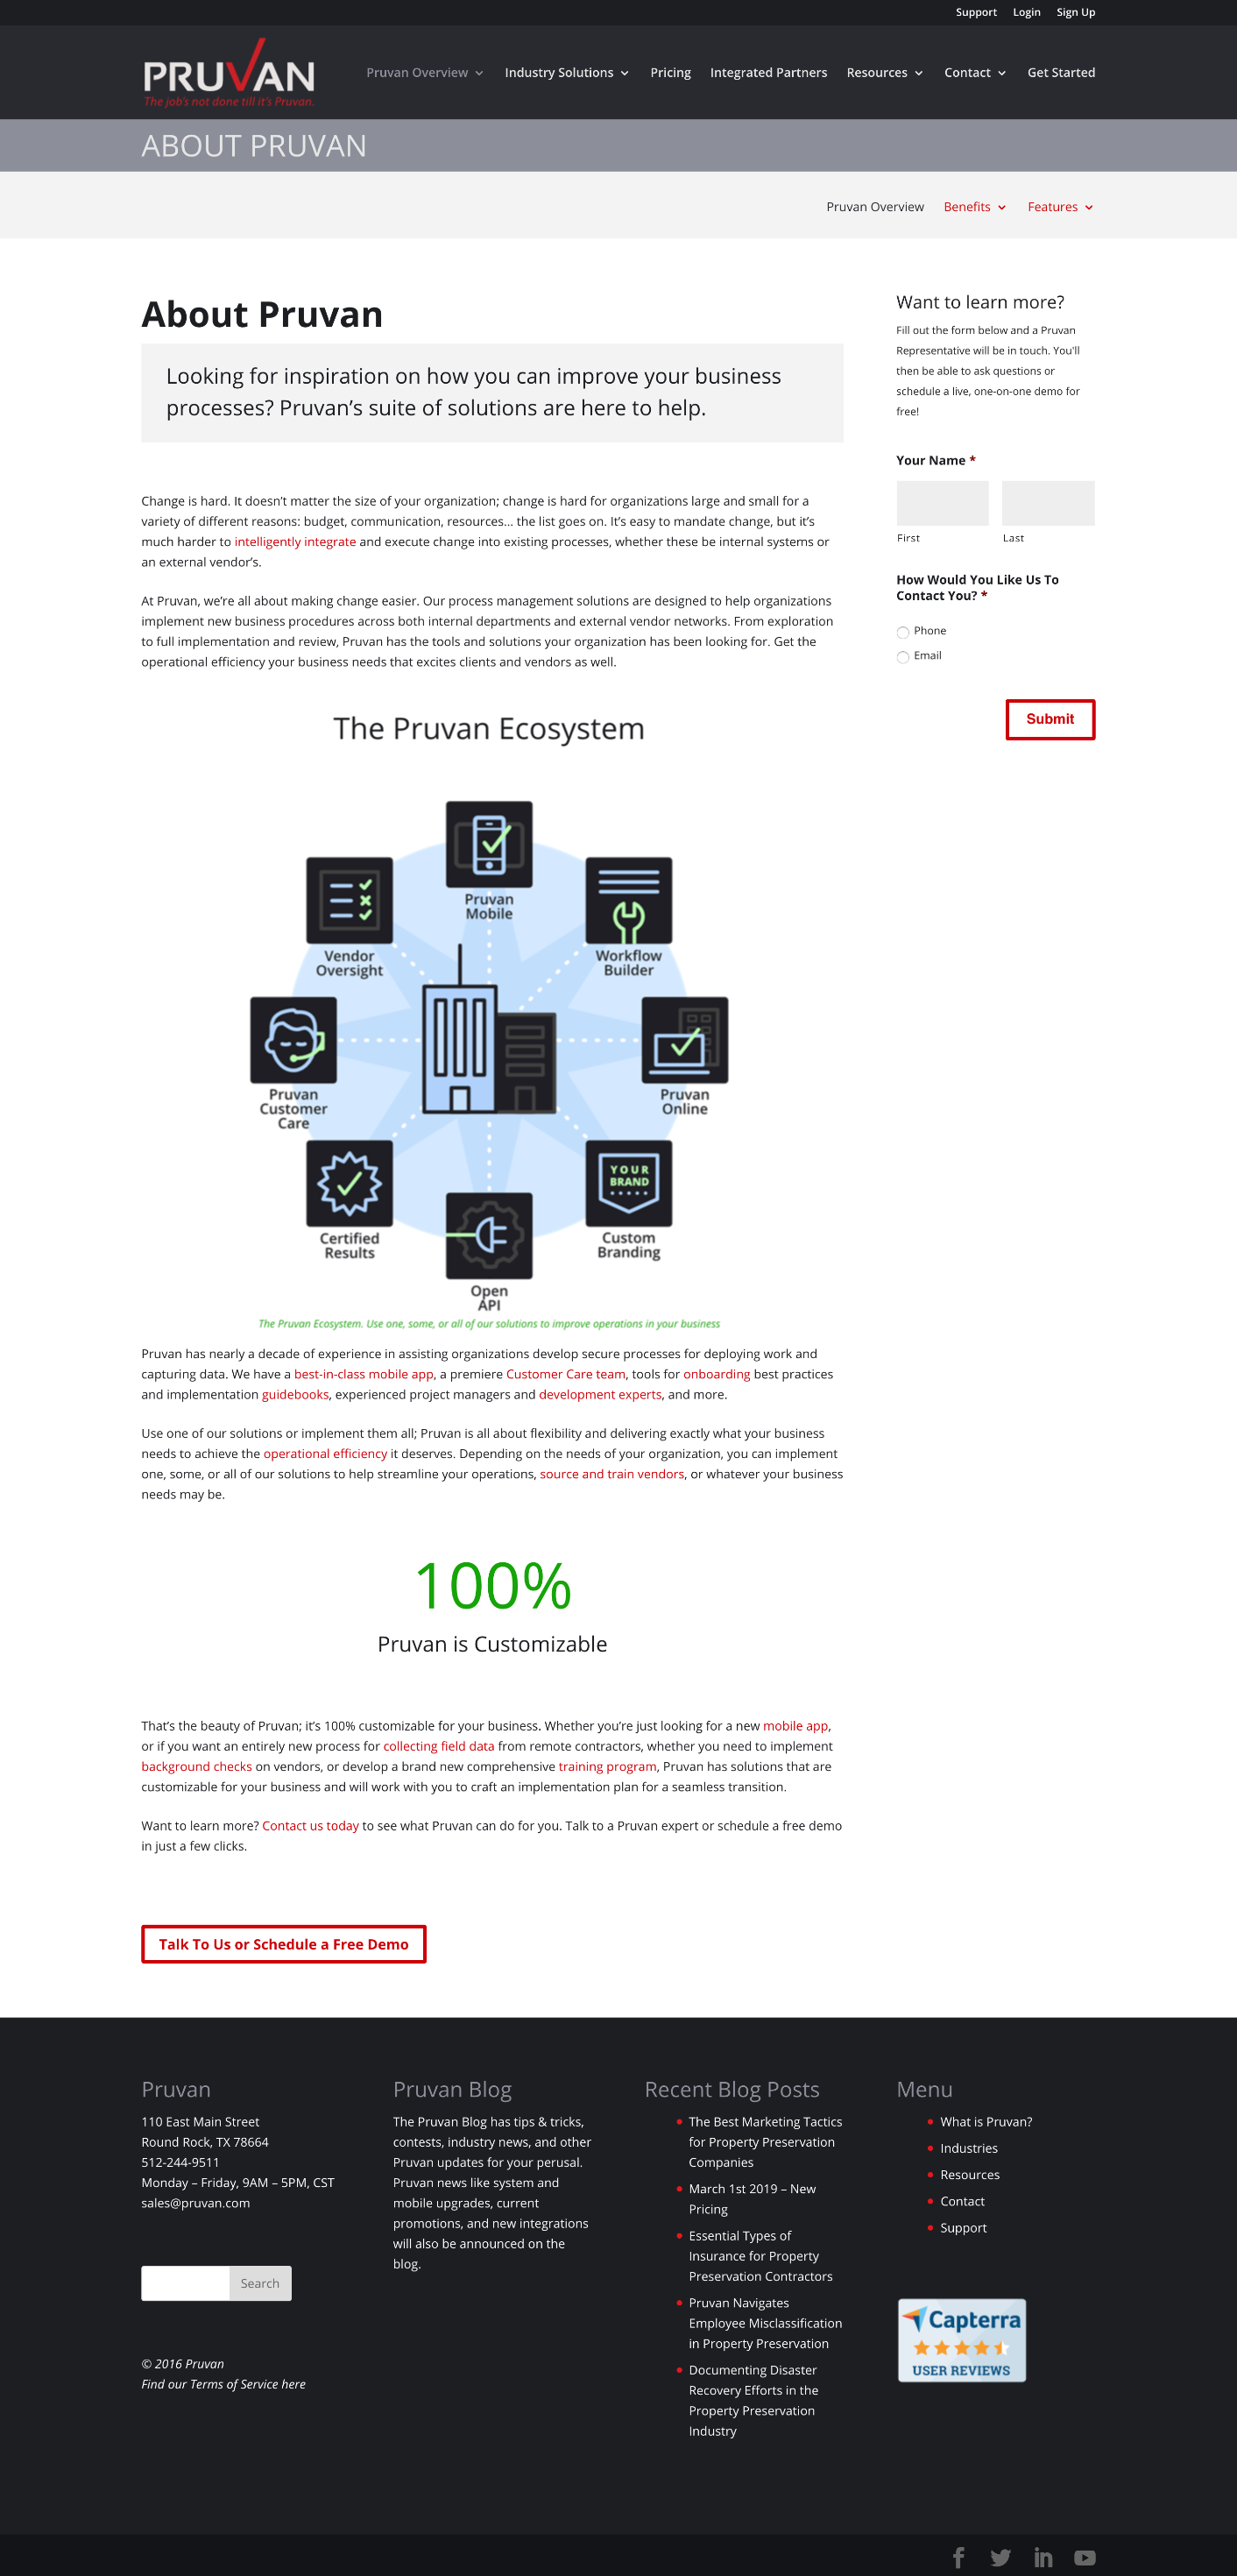 Support Login Sign Up
PRUVAN
The job's not done till it's Pruvan.
Pruvan Overview Industry Solutions Pricing Integrated Partners Resources Contact Get Started
ABOUT PRUVAN
Pruvan Overview Benefits Features
About Pruvan
Looking for inspiration on how you can improve your business
processes? Pruvan’s suite of solutions are here to help.
Change is hard. It doesn’t matter the size of your organization; change is hard for organizations large and small for a
variety of different reasons: budget, communication, resources… the list goes on. It’s easy to mandate change, but it’s
much harder to intelligently integrate and execute change into existing processes, whether these be internal systems or
an external vendor’s.
At Pruvan, we’re all about making change easier. Our process management solutions are designed to help organizations
implement new business procedures across both internal departments and external vendor networks. From exploration
to full implementation and review, Pruvan has the tools and solutions your organization has been looking for. Get the
operational efficiency your business needs that excites clients and vendors as well.
The Pruvan Ecosystem
Pruvan
Mobile
Vendor
Oversight
Workflow
Builder
Pruvan
Customer
Care
Pruvan
Online
YOUR
BRAND
Certified
Results
Custom
Branding
Open
API
The Pruvan Ecosystem. Use one, some, or all of our solutions to improve operations in your business
Pruvan has nearly a decade of experience in assisting organizations develop secure processes for deploying work and
capturing data. We have a best-in-class mobile app, a premiere Customer Care team, tools for onboarding best practices
and implementation guidebooks, experienced project managers and development experts, and more.
Use one of our solutions or implement them all; Pruvan is all about flexibility and delivering exactly what your business
needs to achieve the operational efficiency it deserves. Depending on the needs of your organization, you can implement
one, some, or all of our solutions to help streamline your operations, source and train vendors, or whatever your business
needs may be.
100%
Pruvan is Customizable
That’s the beauty of Pruvan; it’s 100% customizable for your business. Whether you’re just looking for a new mobile app,
or if you want an entirely new process for collecting field data from remote contractors, whether you need to implement
background checks on vendors, or develop a brand new comprehensive training program, Pruvan has solutions that are
customizable for your business and will work with you to craft an implementation plan for a seamless transition.
Want to learn more? Contact us today to see what Pruvan can do for you. Talk to a Pruvan expert or schedule a free demo
in just a few clicks.
Talk To Us or Schedule a Free Demo
Want to learn more?
Fill out the form below and a Pruvan
Representative will be in touch. You'll
then be able to ask questions or
schedule a live, one-on-one demo for
free!
Your Name *
First Last
How Would You Like Us To
Contact You? *
Phone
Email
Submit
Pruvan
110 East Main Street
Round Rock, TX 78664
512-244-9511
Monday – Friday, 9AM – 5PM, CST
sales@pruvan.com
Search
© 2016 Pruvan
Find our Terms of Service here
Pruvan Blog
The Pruvan Blog has tips & tricks,
contests, industry news, and other
Pruvan updates for your perusal.
Pruvan news like system and
mobile upgrades, current
promotions, and new integrations
will also be announced on the
blog.
Recent Blog Posts
The Best Marketing Tactics
for Property Preservation
Companies
March 1st 2019 – New
Pricing
Essential Types of
Insurance for Property
Preservation Contractors
Pruvan Navigates
Employee Misclassification
in Property Preservation
Documenting Disaster
Recovery Efforts in the
Property Preservation
Industry
Menu
What is Pruvan?
Industries
Resources
Contact
Support
Capterra
USER REVIEWS